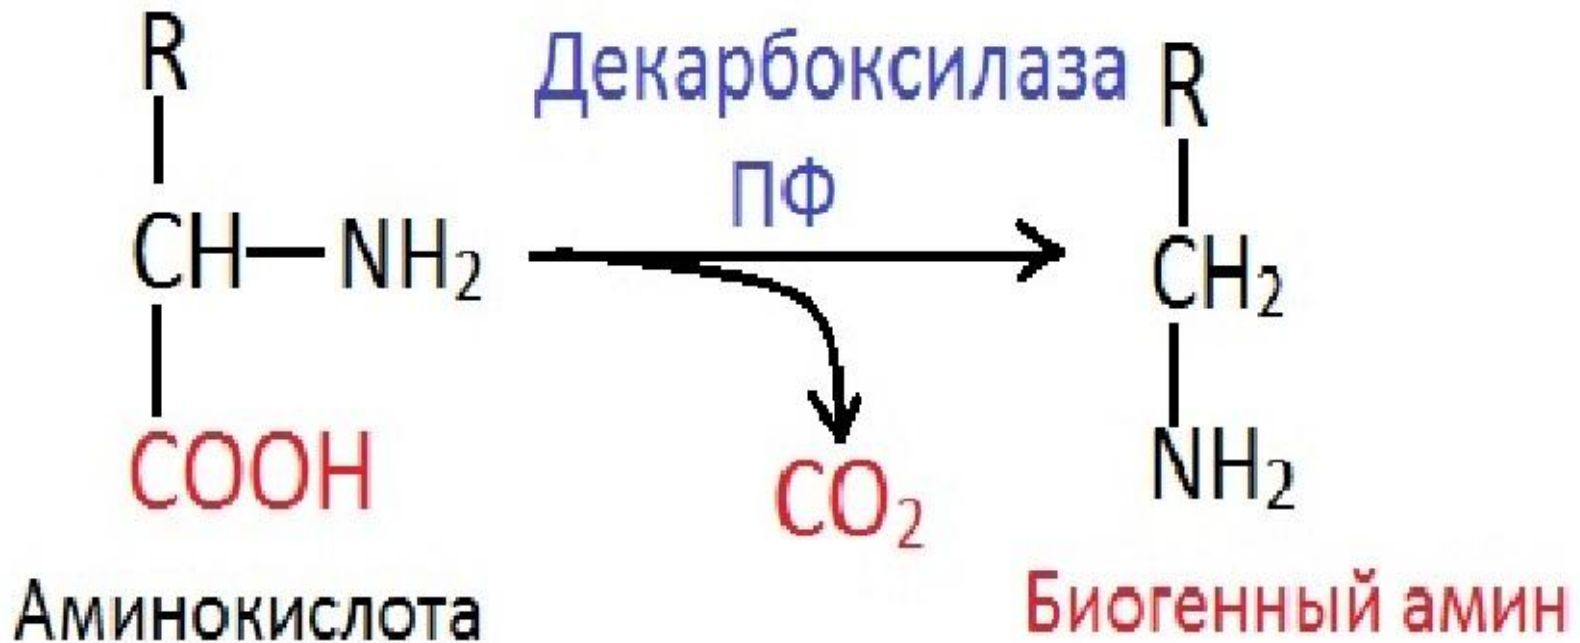 R
CH—NH₂
COOH
Аминокислота
Декарбоксилаза
ПФ
CO₂
R
CH₂
NH₂
Биогенный амин